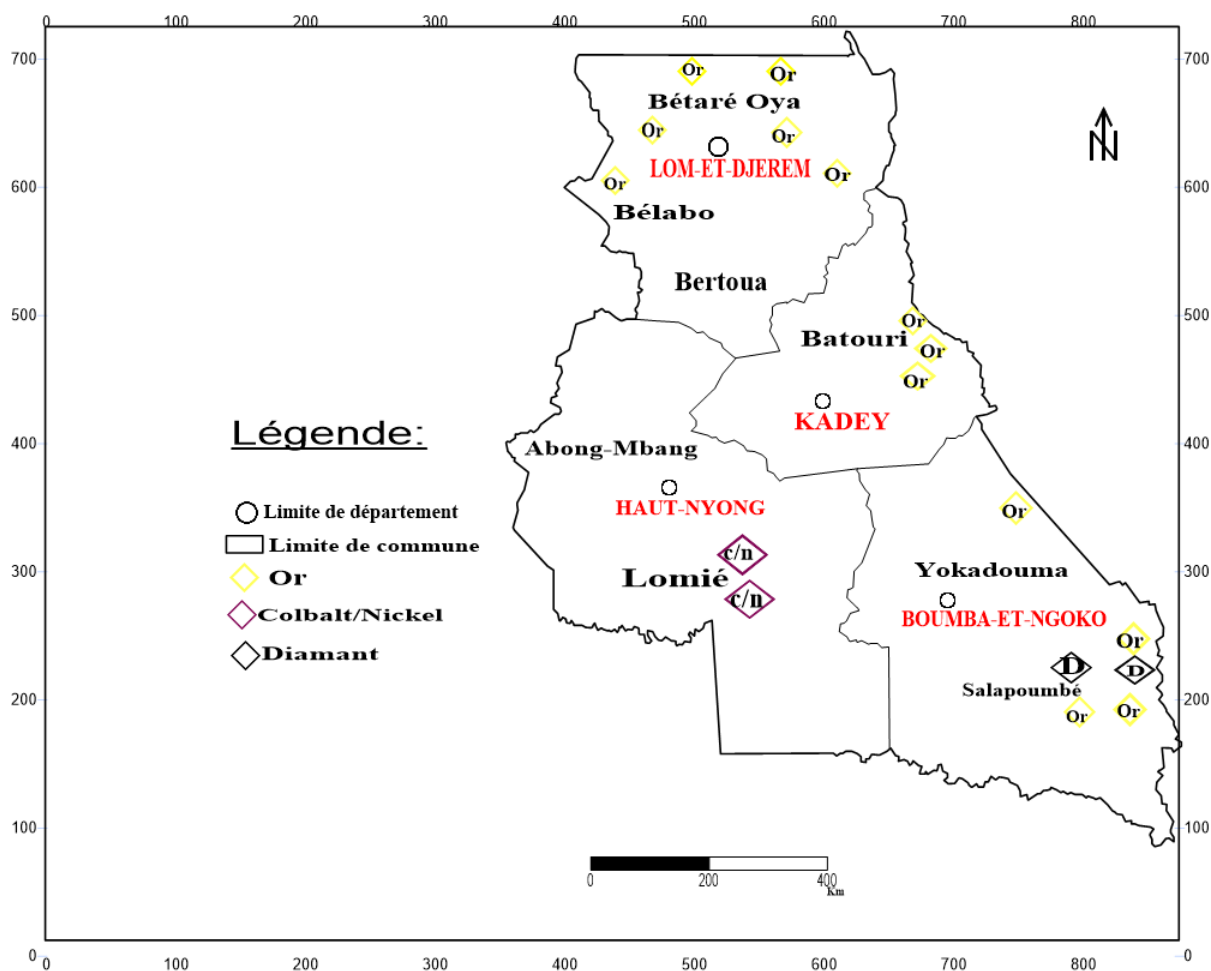 0 100 200 300 400 500 600 700 800
700 700
Or Or
Bétaré Oya
Or Or
N
LOM-ET-DJEREM
Or Or
600 600
Bélabo
Bertoua
500 Or 500
Batouri
Or
Or
KADEY
Légende:
400 400
Abong-Mbang
HAUT-NYONG
Or
Limite de département
Limite de commune
c/n
300 300
Or
Lomié
Yokadouma
c/n
Colbalt/Nickel
BOUMBA-ET-NGOKO
Or
Diamant
D D
Salapoumbé
200 200
Or Or
100 100
0 200 400
Km
0 0
0 100 200 300 400 500 600 700 800